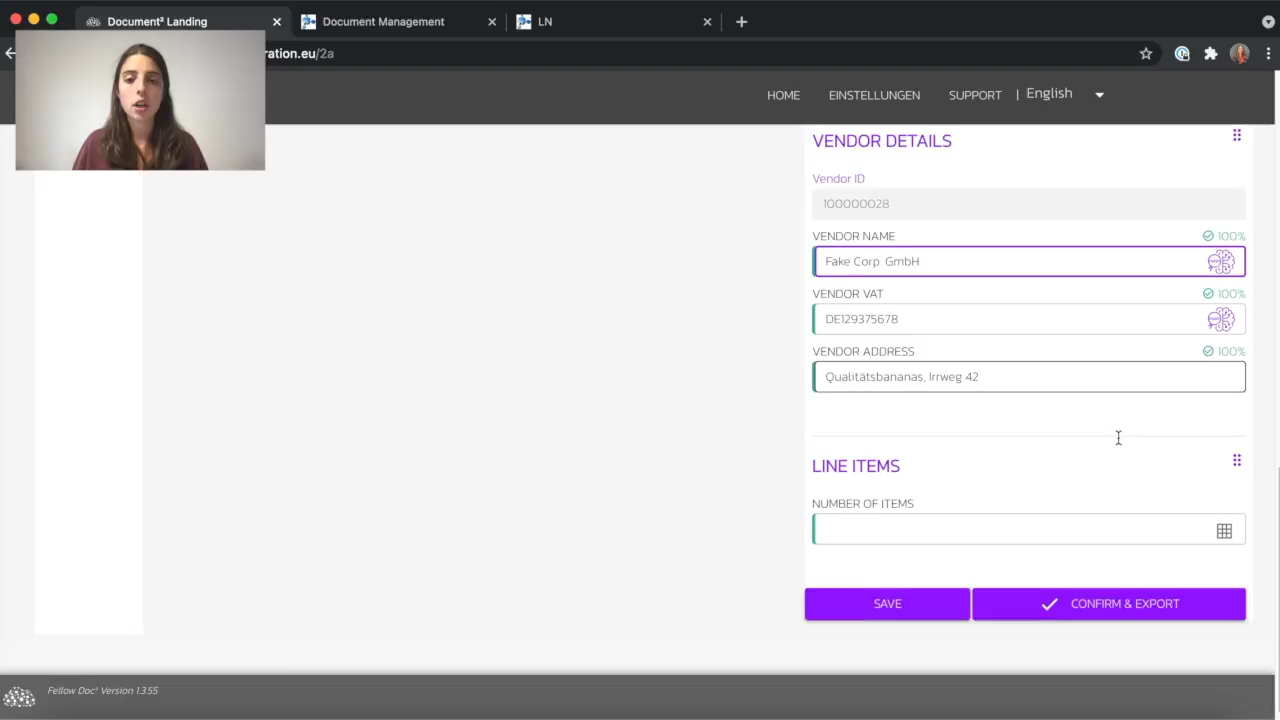 Document² Landing
Document Management
LN
ration.eu/2a
HOME EINSTELLUNGEN SUPPORT | English
VENDOR DETAILS
Vendor ID
100000028
VENDOR NAME 100%
Fake Corp GmbH
VENDOR VAT 100%
DE129375678
VENDOR ADDRESS 100%
Qualitätsbananas, Irrweg 42
LINE ITEMS
NUMBER OF ITEMS
SAVE CONFIRM & EXPORT
Fellow Doc² Version 1.3.55